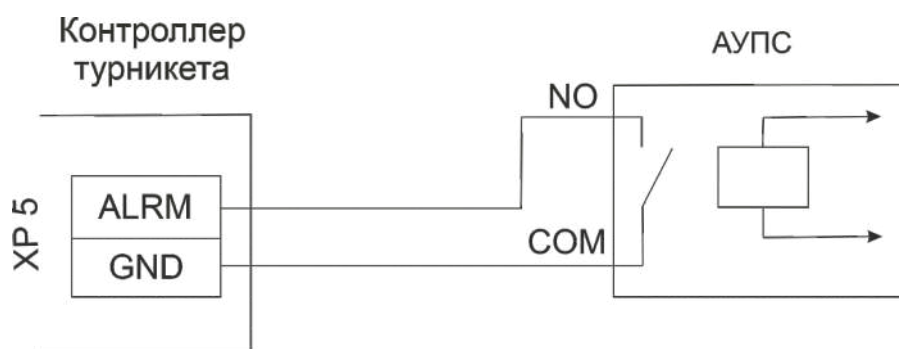 Контроллер
турникета
АУПС
NO
XP 5
ALRM
COM
GND